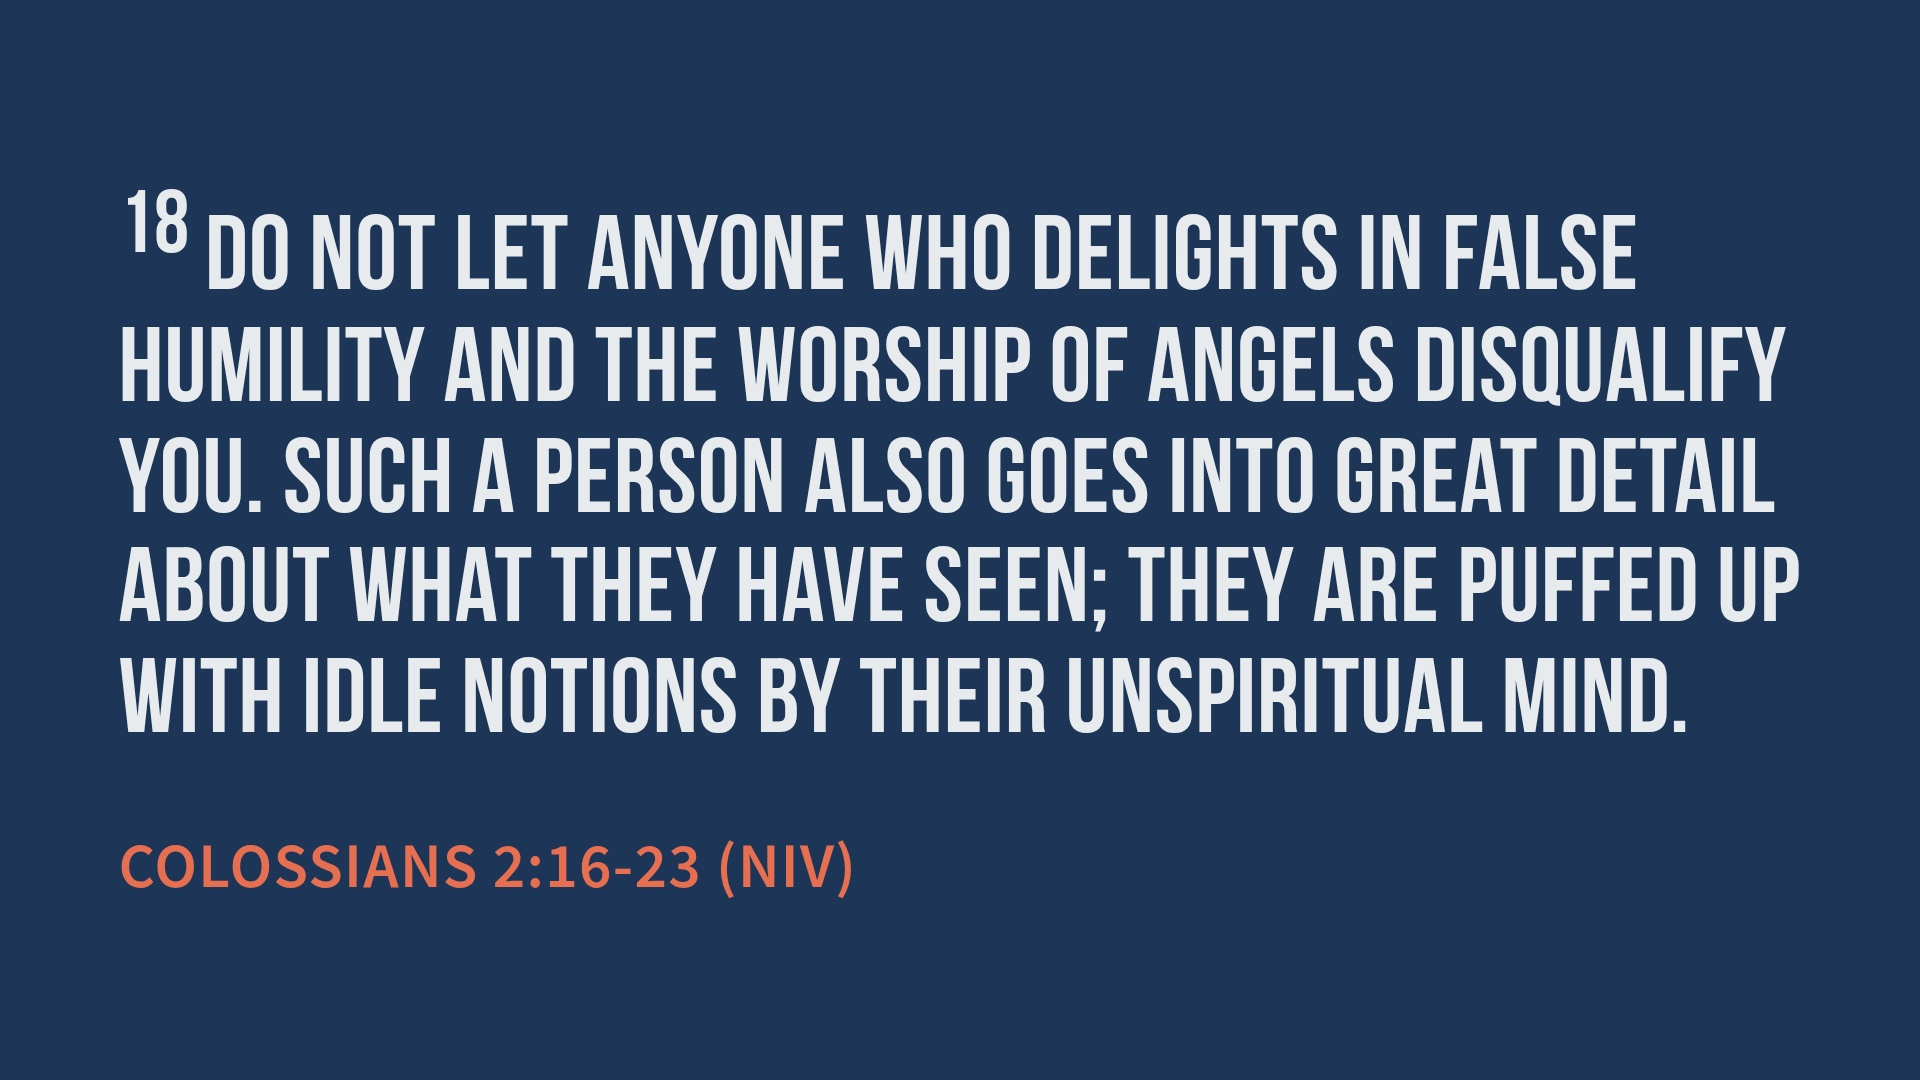 18 DO NOT LET ANYONE WHO DELIGHTS IN FALSE
HUMILITY AND THE WORSHIP OF ANGELS DISQUALIFY
YOU. SUCH A PERSON ALSO GOES INTO GREAT DETAIL
ABOUT WHAT THEY HAVE SEEN; THEY ARE PUFFED UP
WITH IDLE NOTIONS BY THEIR UNSPIRITUAL MIND.
COLOSSIANS 2:16-23 (NIV)